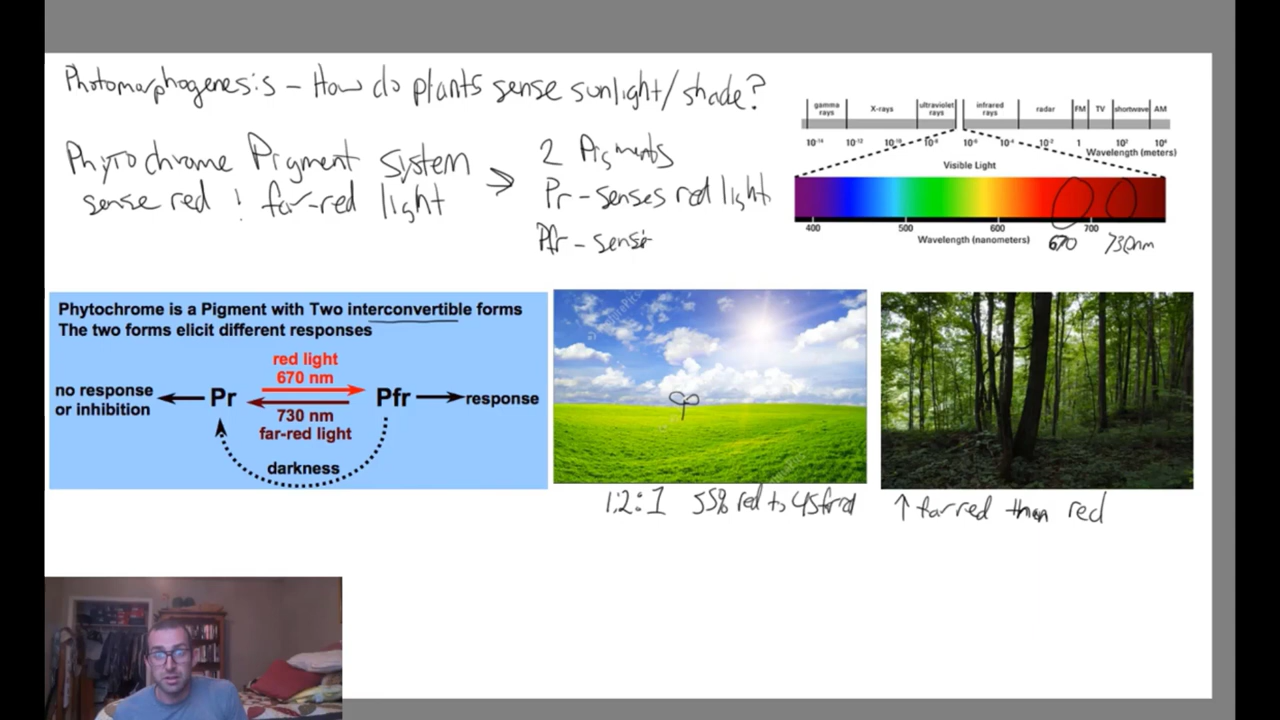 Photomorphogenesis - How do plants sense sunlight/shade?
Phytochrome Pigment system
sense red ! far-red light
2 Pigments
Pr - senses red light
Pfr - sense
gamma rays X-rays ultraviolet rays infrared rays radar FM TV shortwave AM
10-14 10-12 10-10 10-8 10-6 10-4 10-2 1 102 104
Wavelength (meters)
Visible Light
400 500 600 700
Wavelength (nanometers) 670 730nm
Phytochrome is a Pigment with Two interconvertible forms
The two forms elicit different responses
red light
670 nm
no response
or inhibition
Pr
Pfr
response
730 nm
far-red light
darkness
1.2:1 55% red to 45 farred
↑ far red than red